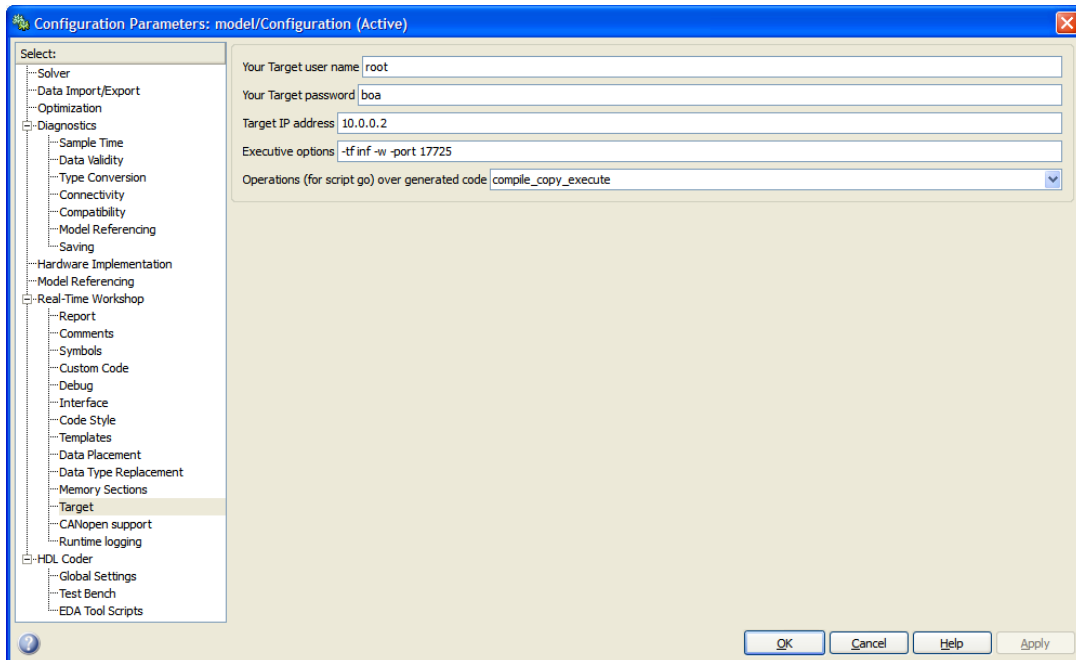 Configuration Parameters: model/Configuration (Active)
Select:
Solver
Data Import/Export
Optimization
Diagnostics
Sample Time
Data Validity
Type Conversion
Connectivity
Compatibility
Model Referencing
Saving
Hardware Implementation
Model Referencing
Real-Time Workshop
Report
Comments
Symbols
Custom Code
Debug
Interface
Code Style
Templates
Data Placement
Data Type Replacement
Memory Sections
Target
CANopen support
Runtime logging
HDL Coder
Global Settings
Test Bench
EDA Tool Scripts
Your Target user name root
Your Target password boa
Target IP address 10.0.0.2
Executive options -tf inf -w -port 17725
Operations (for script go) over generated code compile_copy_execute
OK Cancel Help Apply